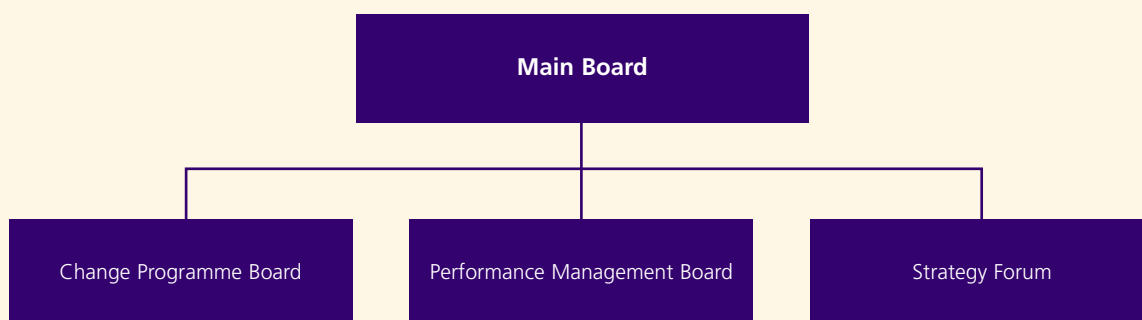 Main Board
Change Programme Board
Performance Management Board
Strategy Forum